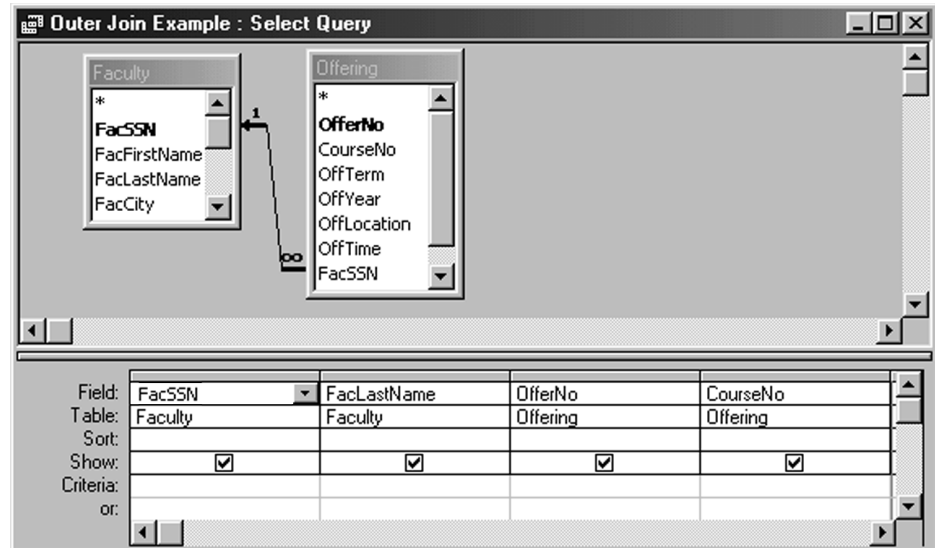 Outer Join Example : Select Query
Faculty
*
FacSSN
FacFirstName
FacLastName
FacCity
1
∞
Offering
*
OfferNo
CourseNo
OffTerm
OffYear
OffLocation
OffTime
FacSSN
Field: FacSSN FacLastName OfferNo CourseNo
Table: Faculty Faculty Offering Offering
Sort:
Show:
Criteria:
or: